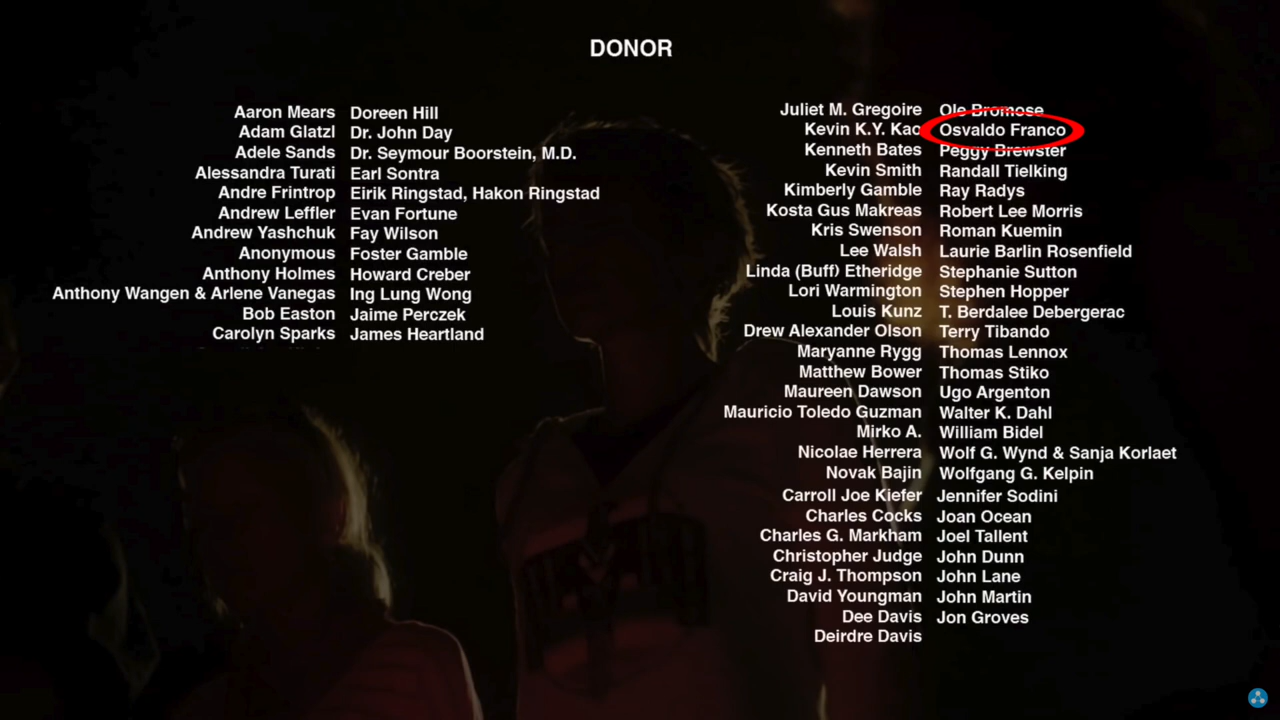 DONOR
Aaron Mears Doreen Hill
Adam Glatzl Dr. John Day
Adele Sands Dr. Seymour Boorstein, M.D.
Alessandra Turati Earl Sontra
Andre Frintrop Eirik Ringstad, Hakon Ringstad
Andrew Leffler Evan Fortune
Andrew Yashchuk Fay Wilson
Anonymous Foster Gamble
Anthony Holmes Howard Creber
Anthony Wangen & Arlene Vanegas Ing Lung Wong
Bob Easton Jaime Perczek
Carolyn Sparks James Heartland
Juliet M. Gregoire Ole Bromose
Kevin K.Y. Kao Osvaldo Franco
Kenneth Bates Peggy Brewster
Kevin Smith Randall Tielking
Kimberly Gamble Ray Radys
Kosta Gus Makreas Robert Lee Morris
Kris Swenson Roman Kuemin
Lee Walsh Laurie Barlin Rosenfield
Linda (Buff) Etheridge Stephanie Sutton
Lori Warmington Stephen Hopper
Louis Kunz T. Berdalee Debergerac
Drew Alexander Olson Terry Tibando
Maryanne Rygg Thomas Lennox
Matthew Bower Thomas Stiko
Maureen Dawson Ugo Argenton
Mauricio Toledo Guzman Walter K. Dahl
Mirko A. William Bidel
Nicolae Herrera Wolf G. Wynd & Sanja Korlaet
Novak Bajin Wolfgang G. Kelpin
Carroll Joe Kiefer Jennifer Sodini
Charles Cocks Joan Ocean
Charles G. Markham Joel Tallent
Christopher Judge John Dunn
Craig J. Thompson John Lane
David Youngman John Martin
Dee Davis Jon Groves
Deirdre Davis